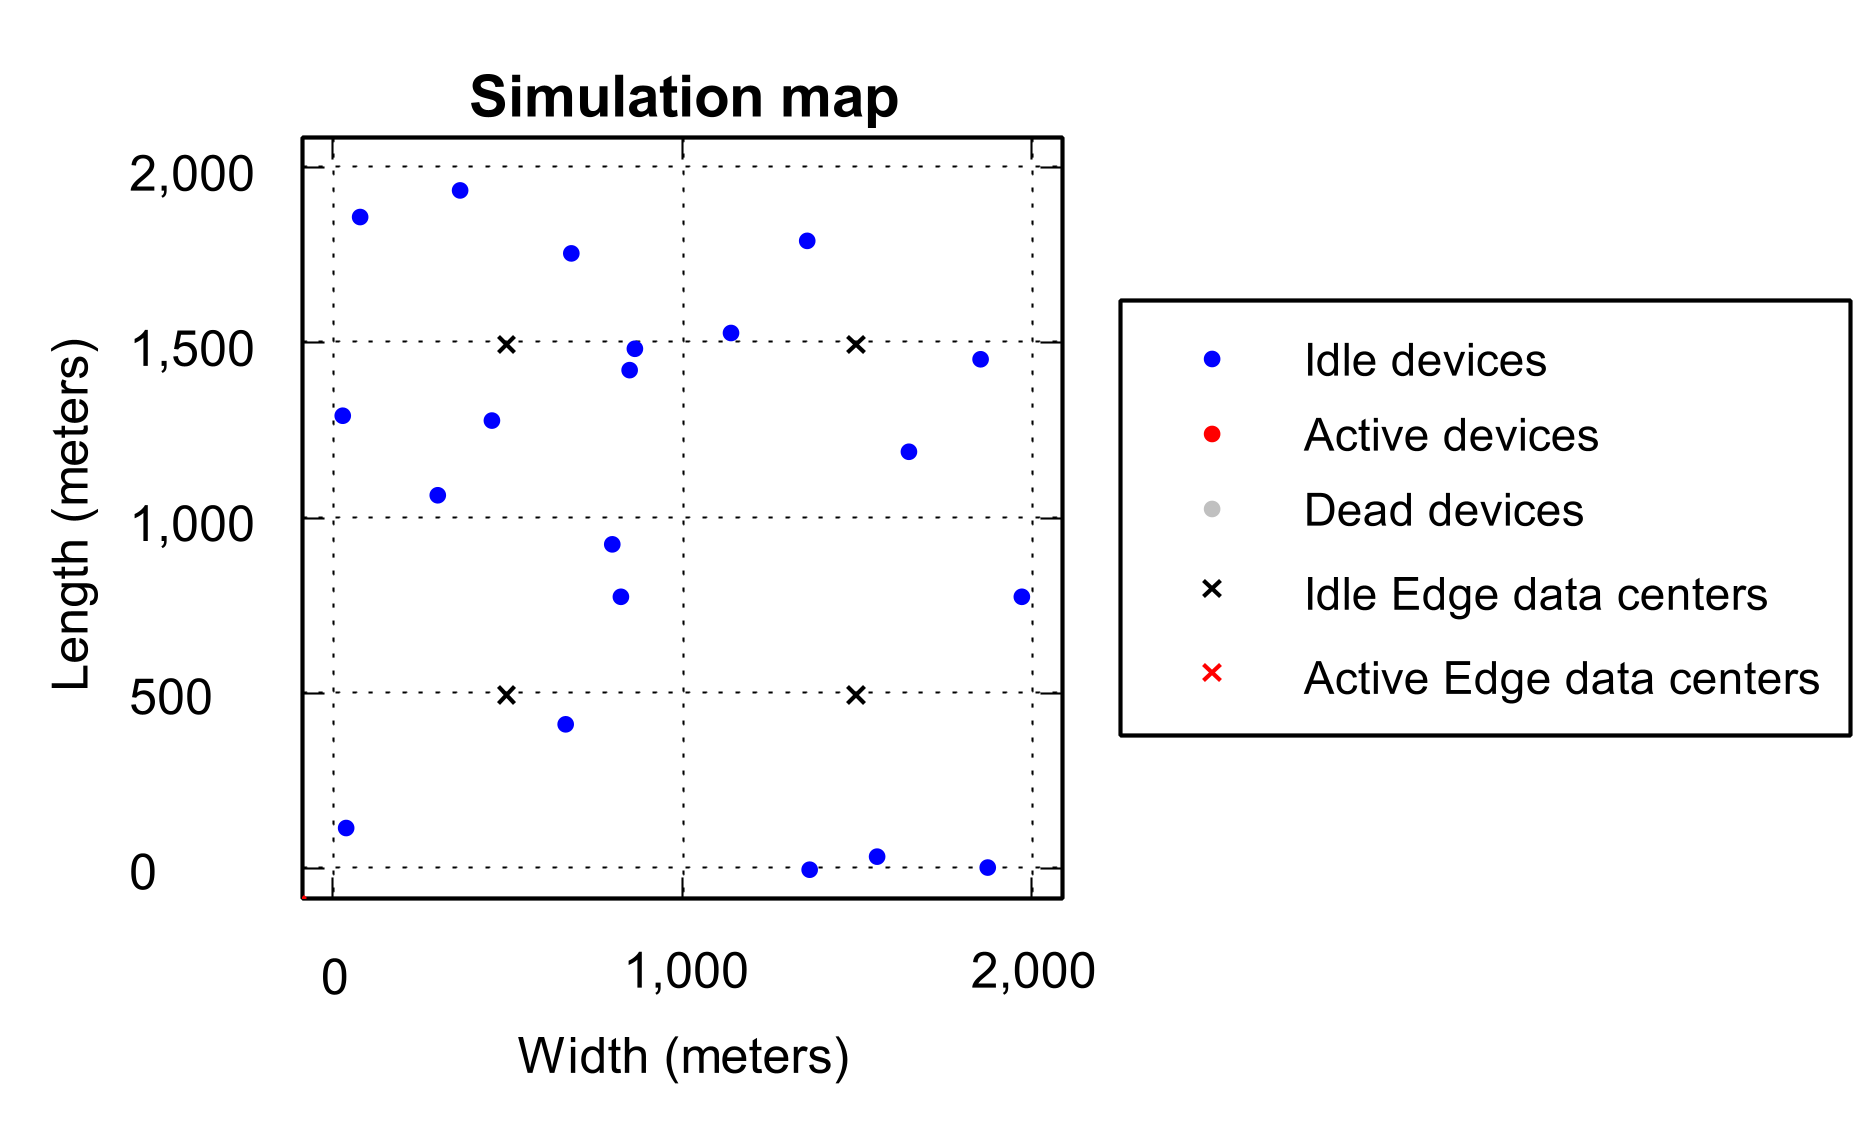 Simulation map
2,000
1,500
1,000
500
0
Length (meters)
0
1,000
2,000
Width (meters)
Idle devices
Active devices
Dead devices
Idle Edge data centers
Active Edge data centers